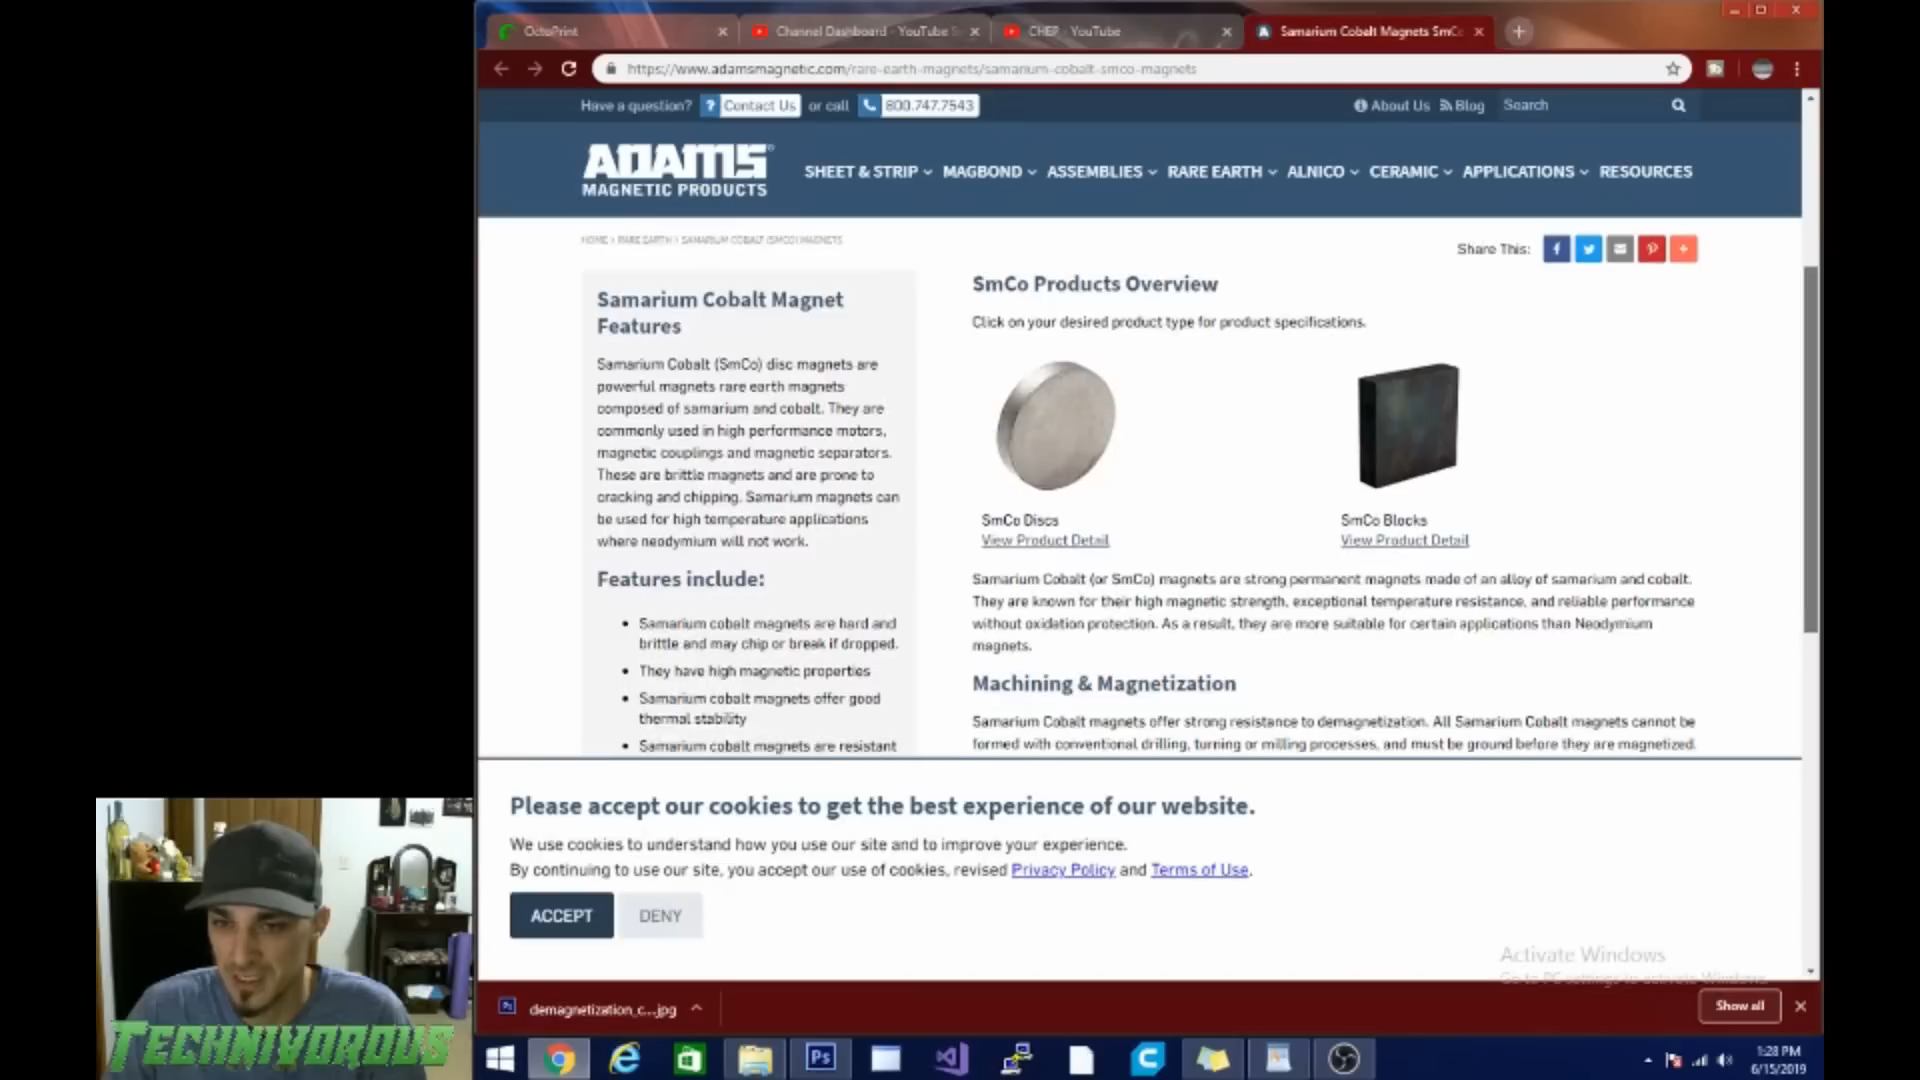 OctoPrint
Channel Dashboard - YouTube S
CHEP - YouTube
Samarium Cobalt Magnets SmC
https://www.adamsmagnetic.com/rare-earth-magnets/samarium-cobalt-smco-magnets
Have a question? ? Contact Us or call 800.747.7543
About Us Blog Search
ADAMS
MAGNETIC PRODUCTS
SHEET & STRIP MAGBOND ASSEMBLIES RARE EARTH ALNICO CERAMIC APPLICATIONS RESOURCES
HOME > RARE EARTH > SAMARIUM COBALT (SMCO) MAGNETS
Share This:
Samarium Cobalt Magnet
Features
Samarium Cobalt (SmCo) disc magnets are
powerful magnets rare earth magnets
composed of samarium and cobalt. They are
commonly used in high performance motors,
magnetic couplings and magnetic separators.
These are brittle magnets and are prone to
cracking and chipping. Samarium magnets can
be used for high temperature applications
where neodymium will not work.
Features include:
• Samarium cobalt magnets are hard and
brittle and may chip or break if dropped.
• They have high magnetic properties
• Samarium cobalt magnets offer good
thermal stability
• Samarium cobalt magnets are resistant
SmCo Products Overview
Click on your desired product type for product specifications.
SmCo Discs
View Product Detail
SmCo Blocks
View Product Detail
Samarium Cobalt (or SmCo) magnets are strong permanent magnets made of an alloy of samarium and cobalt.
They are known for their high magnetic strength, exceptional temperature resistance, and reliable performance
without oxidation protection. As a result, they are more suitable for certain applications than Neodymium
magnets.
Machining & Magnetization
Samarium Cobalt magnets offer strong resistance to demagnetization. All Samarium Cobalt magnets cannot be
formed with conventional drilling, turning or milling processes, and must be ground before they are magnetized.
Please accept our cookies to get the best experience of our website.
We use cookies to understand how you use our site and to improve your experience.
By continuing to use our site, you accept our use of cookies, revised Privacy Policy and Terms of Use.
ACCEPT DENY
Activate Windows
Go to PC settings to activate Windows.
demagnetization_c....jpg
Show all
TECHNIVOROUS
Ps
1:28 PM
6/15/2019